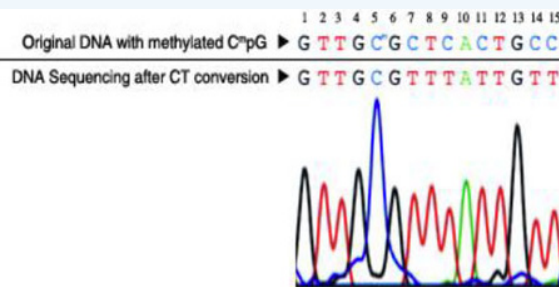 1 2 3 4 5 6 7 8 9 10 11 12 13 14 15
Original DNA with methylated CᵐpG ▶ G T T G Cᵐ G C T C A C T G C C
DNA Sequencing after CT conversion ▶ G T T G C G T T T A T T G T T